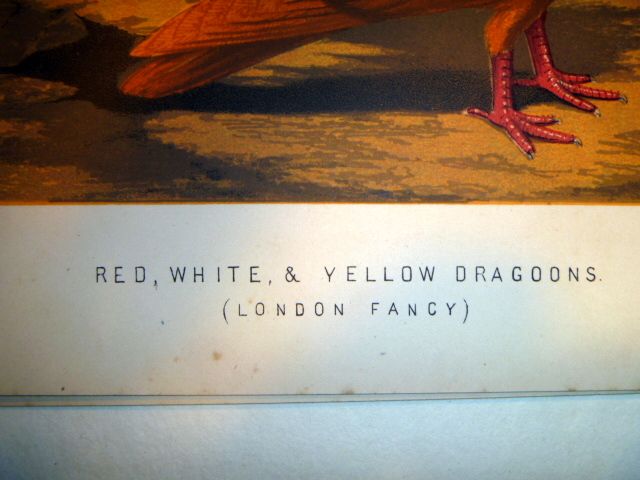 RED, WHITE, & YELLOW DRAGOONS.
(LONDON FANCY)